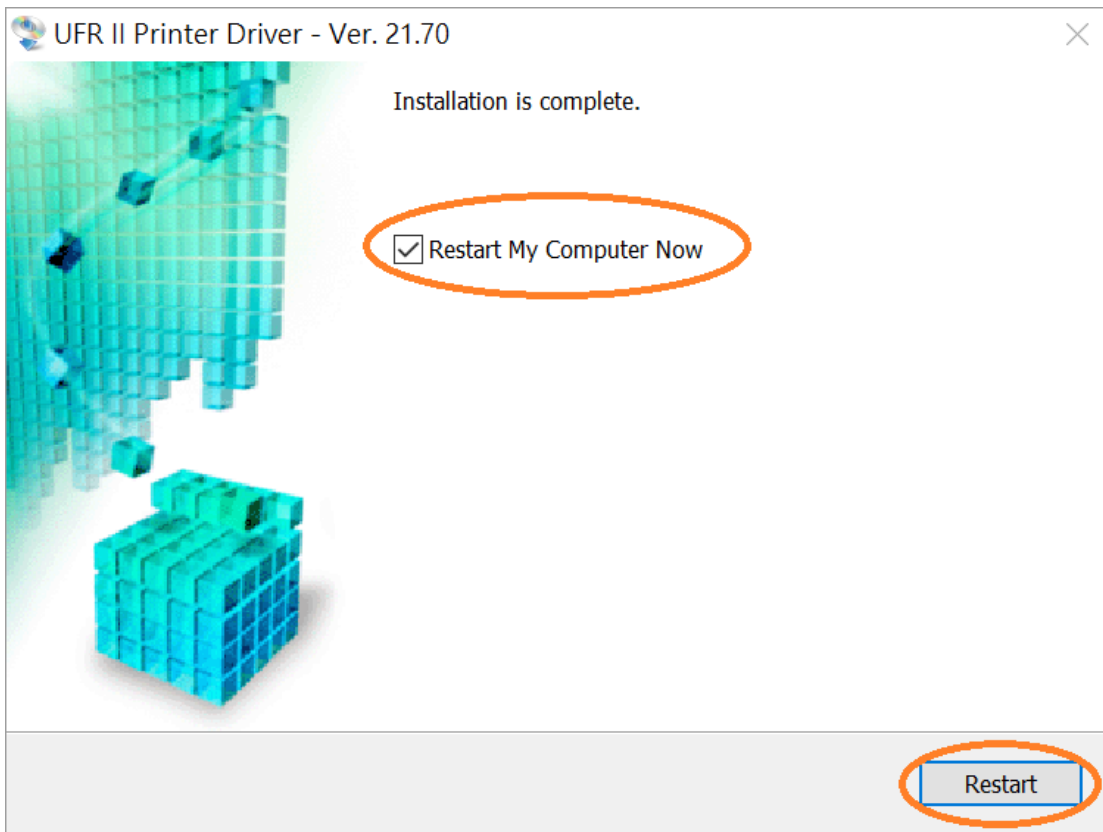 UFR II Printer Driver - Ver. 21.70
Installation is complete.
Restart My Computer Now
Restart